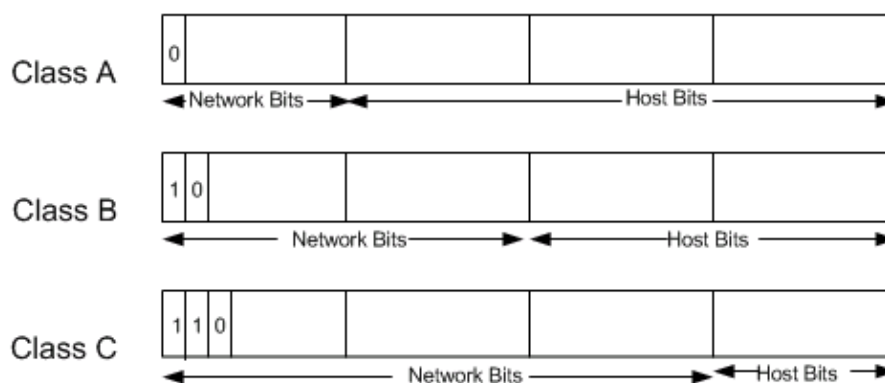 0
Class A
Network Bits Host Bits
1 0
Class B
Network Bits Host Bits
1 1 0
Class C
Network Bits Host Bits